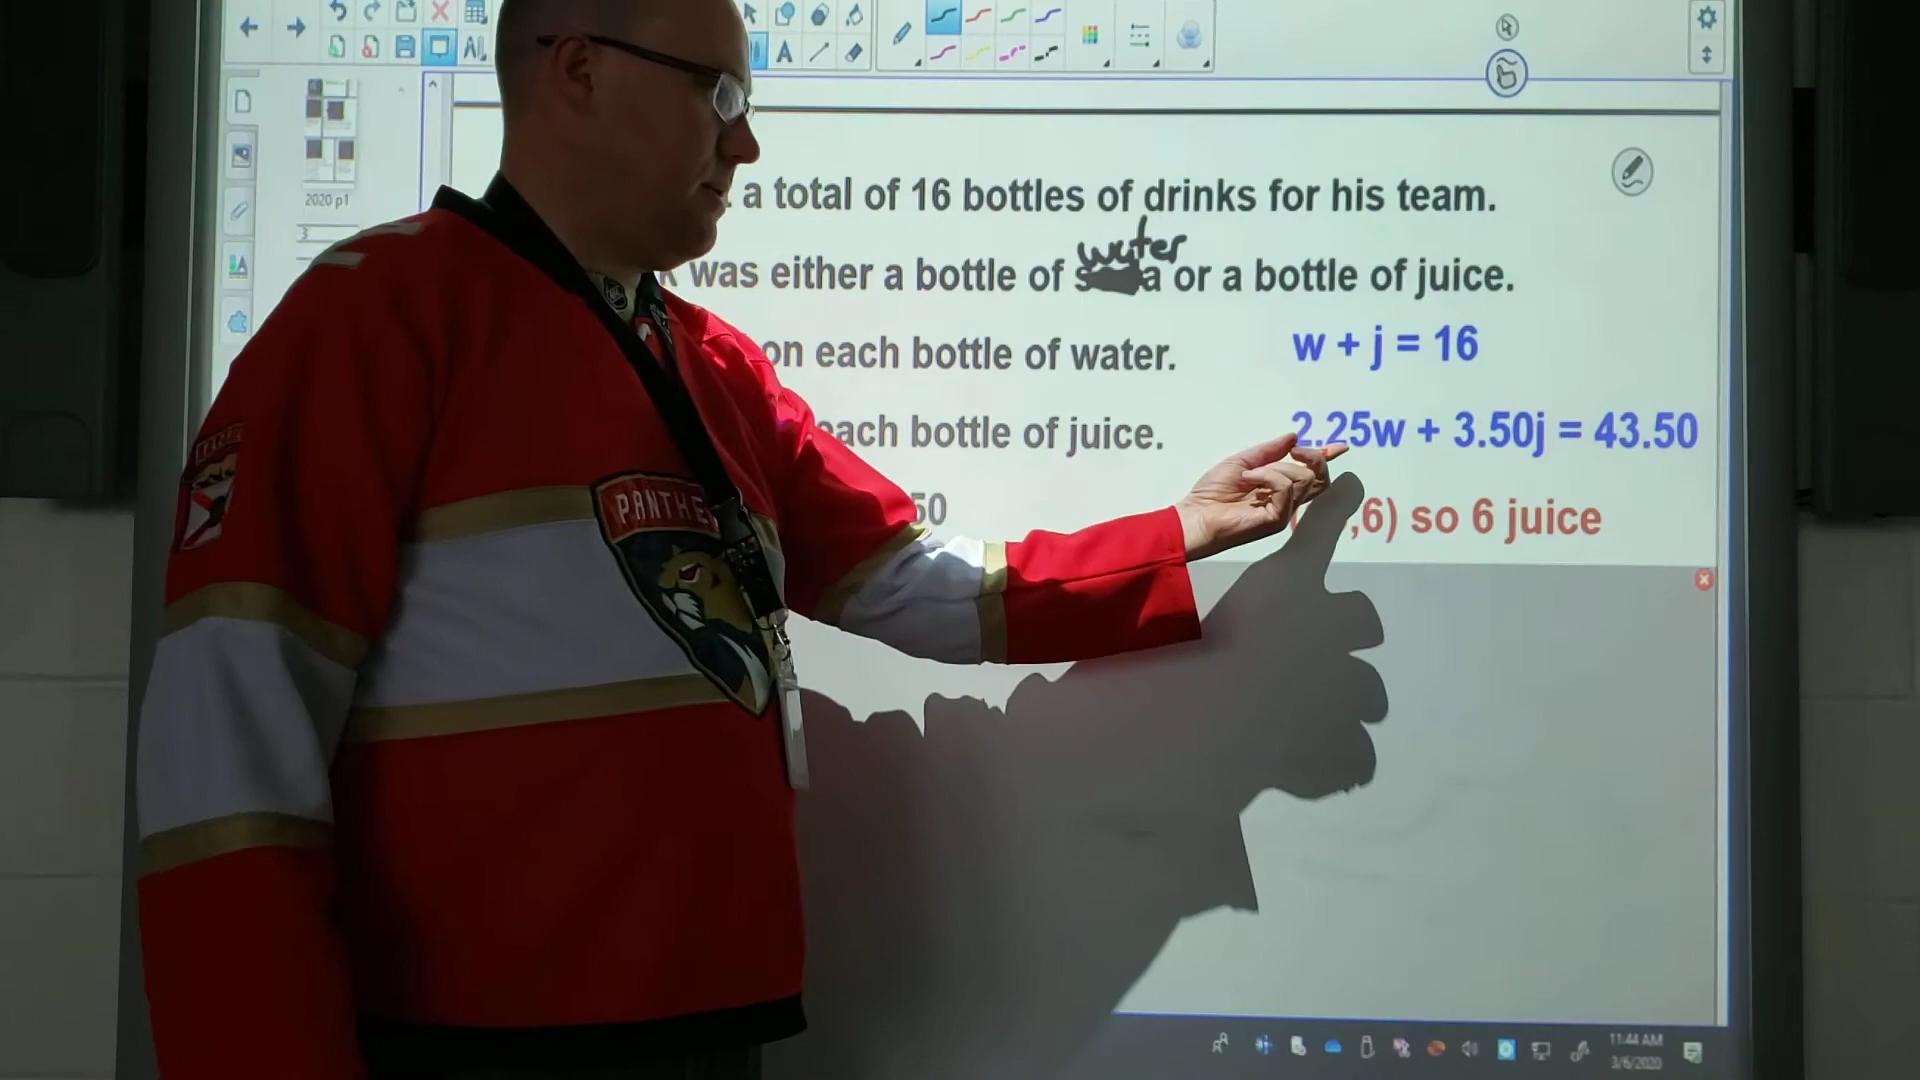 2020 p1
3
a total of 16 bottles of drinks for his team.
water
was either a bottle of a or a bottle of juice.
on each bottle of water.
w + j = 16
each bottle of juice.
2.25w + 3.50j = 43.50
50
,6) so 6 juice
PANTHE
11:44 AM
3/6/2020